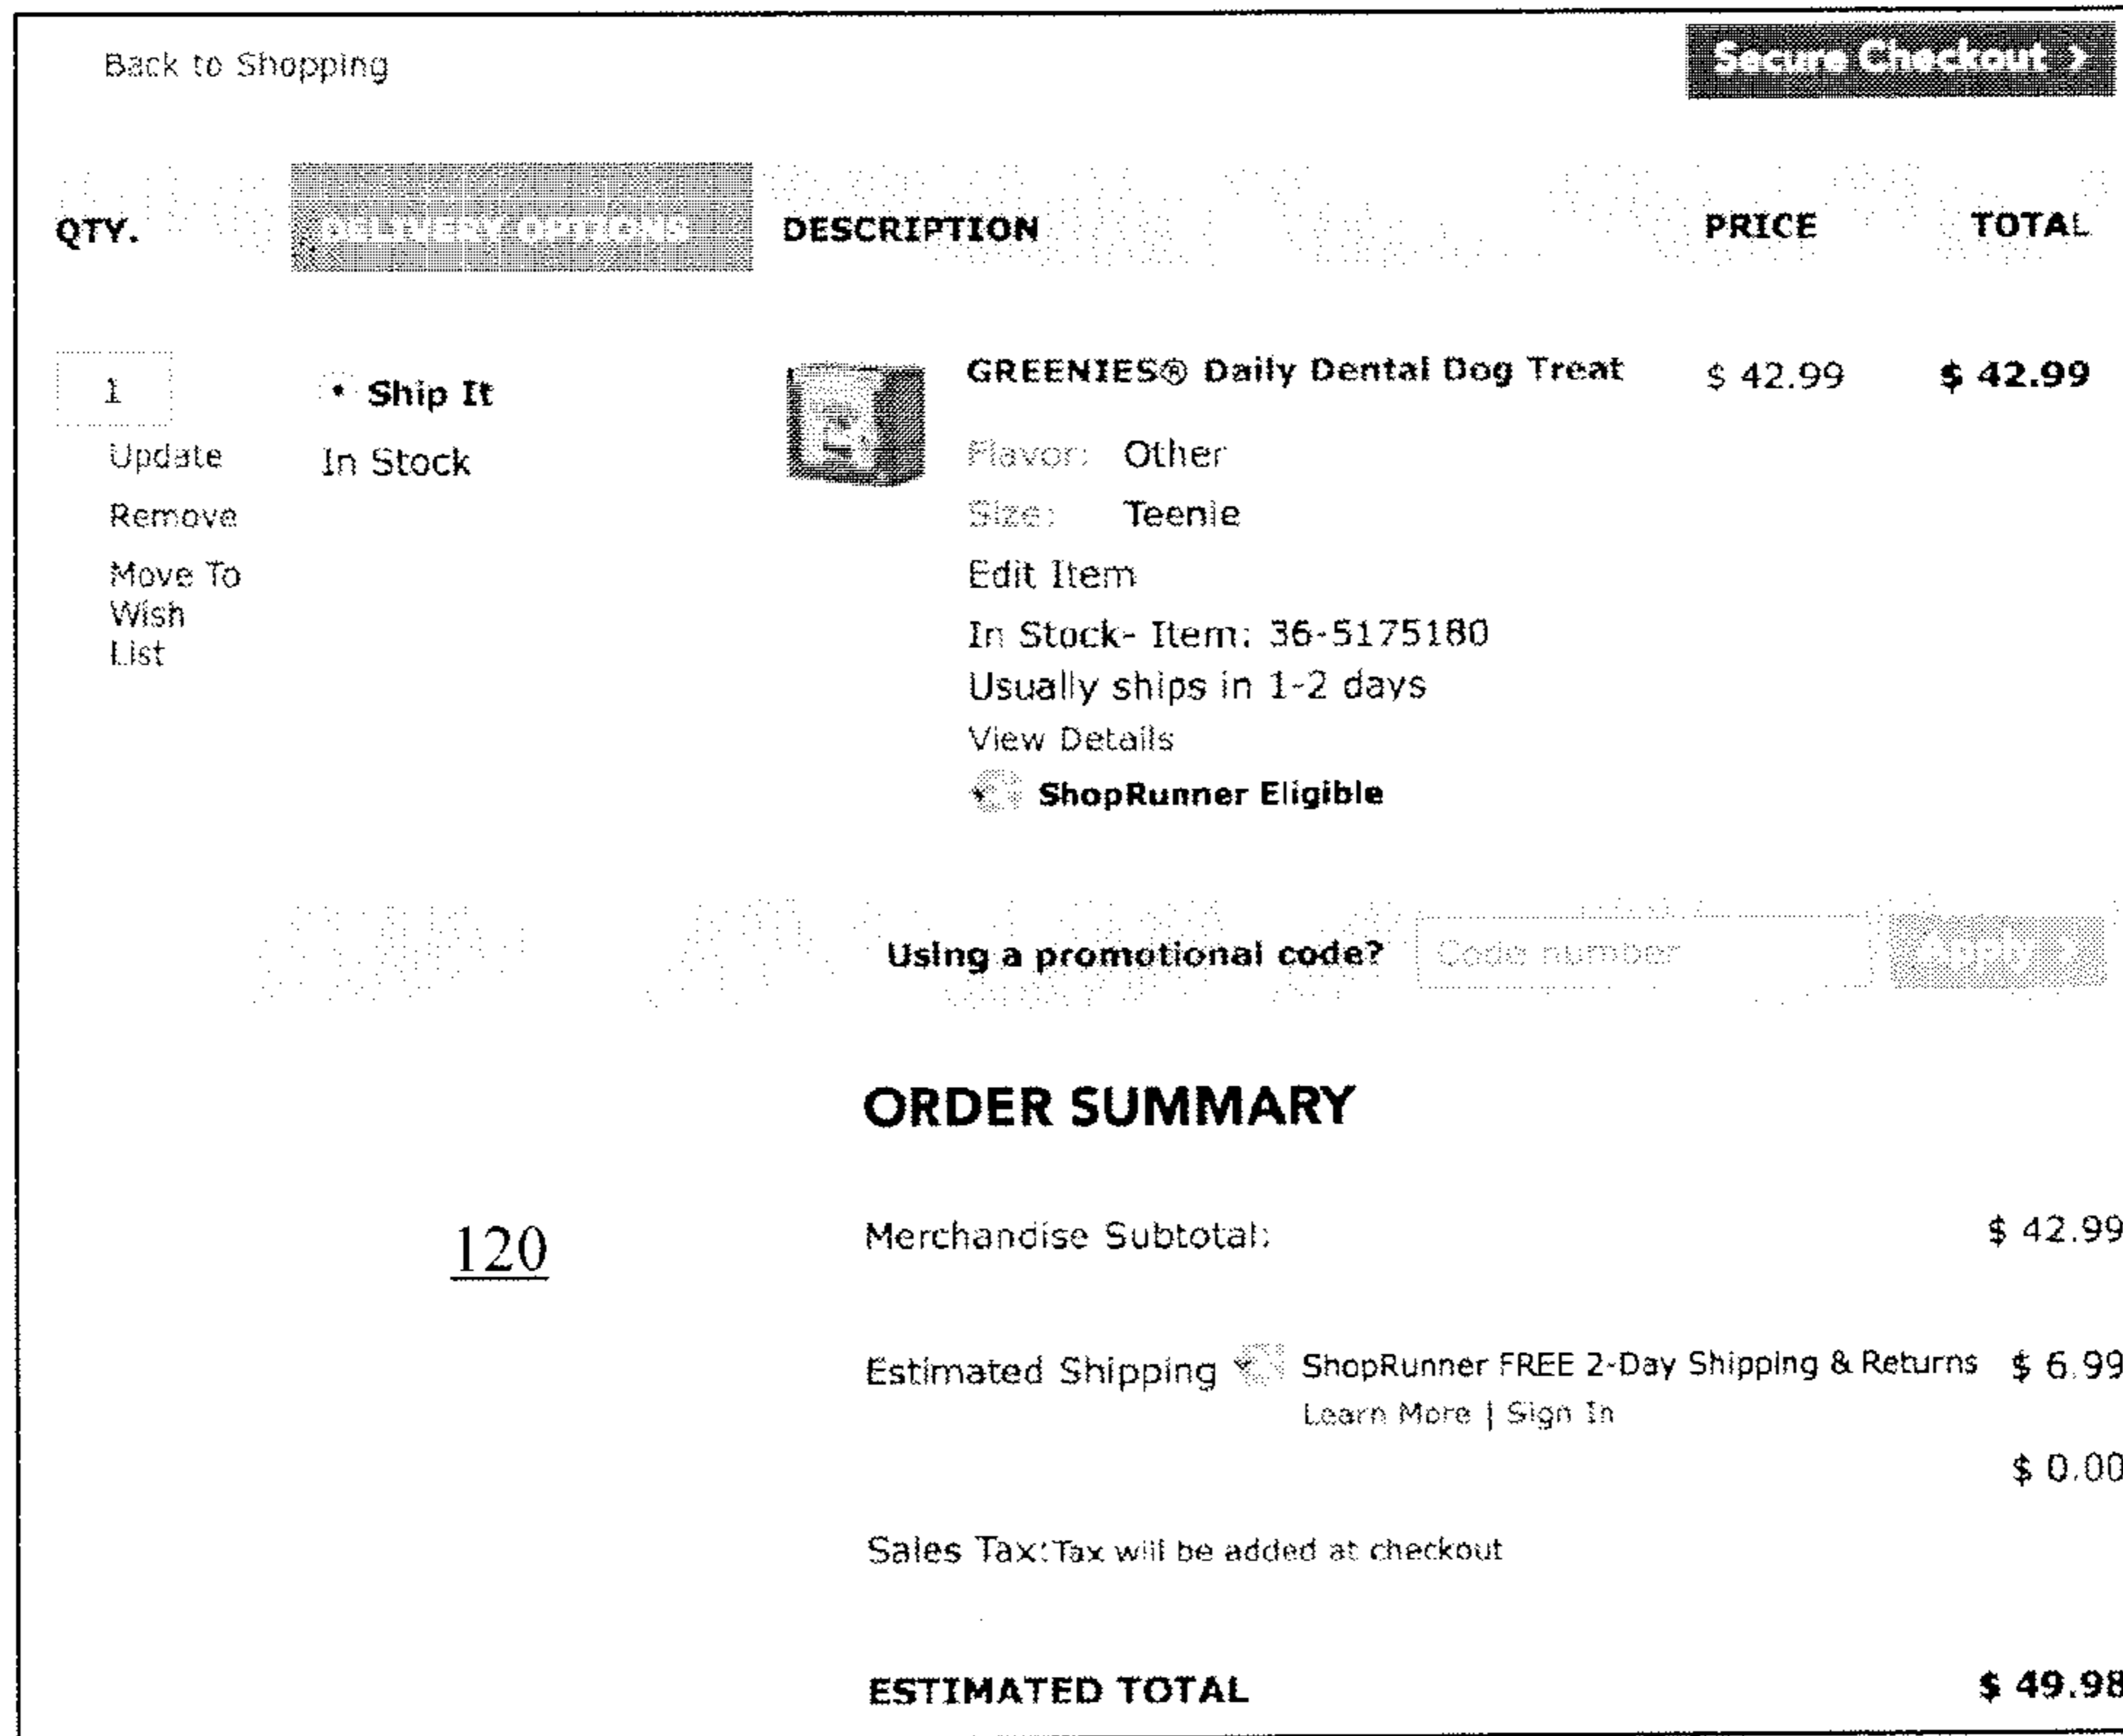 Back to Shopping
Secure Checkout >
QTY. DELIVERY OPTIONS DESCRIPTION PRICE TOTAL
1 • Ship It GREENIES® Daily Dental Dog Treat $ 42.99 $ 42.99
Update In Stock Flavor: Other
Remove Size: Teenie
Move To Edit Item
Wish
List
In Stock- Item: 36-5175180
Usually ships in 1-2 days
View Details
ShopRunner Eligible
Using a promotional code? Code number Apply >
ORDER SUMMARY
120
Merchandise Subtotal: $ 42.99
Estimated Shipping ShopRunner FREE 2-Day Shipping & Returns $ 6.99
Learn More | Sign In
$ 0.00
Sales Tax: Tax will be added at checkout
ESTIMATED TOTAL $ 49.98